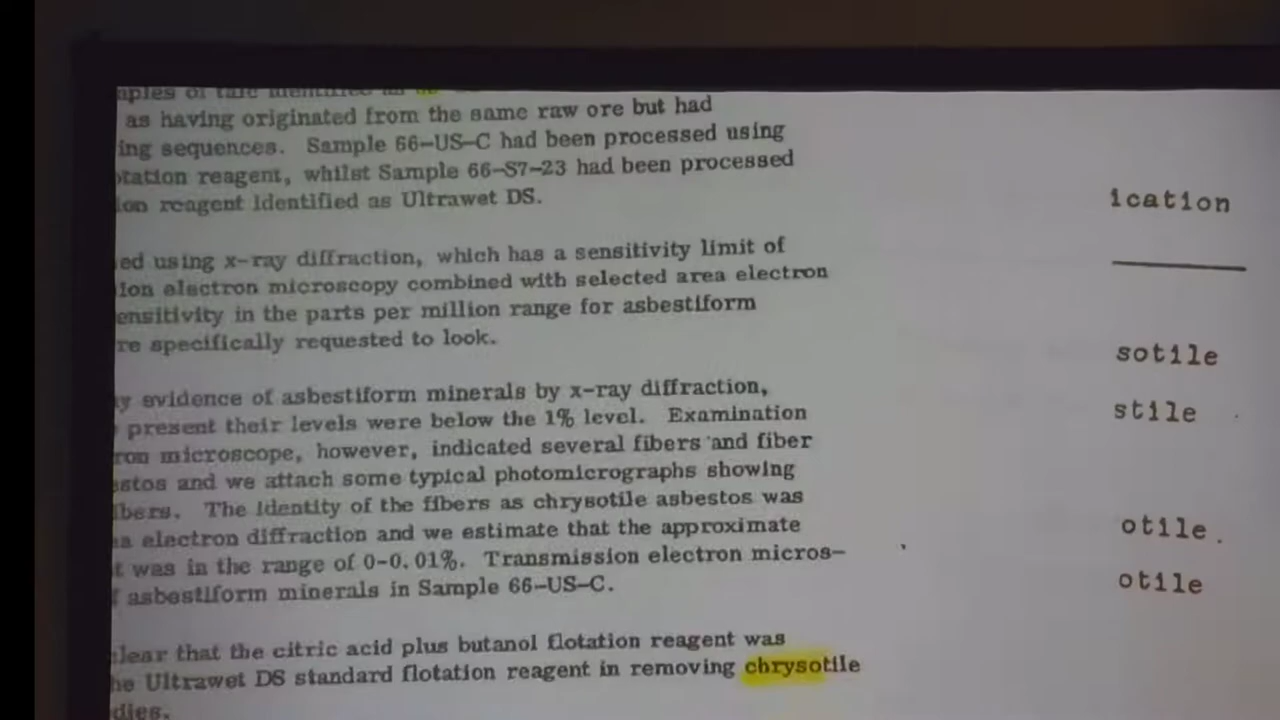 as having originated from the same raw ore but had
ing sequences. Sample 66-US-C had been processed using
tation reagent, whilst Sample 66-S7-23 had been processed
ion reagent identified as Ultrawet DS.
ed using x-ray diffraction, which has a sensitivity limit of
ion electron microscopy combined with selected area electron
ensitivity in the parts per million range for asbestiform
re specifically requested to look.
y evidence of asbestiform minerals by x-ray diffraction,
present their levels were below the 1% level. Examination
ron microscope, however, indicated several fibers and fiber
stos and we attach some typical photomicrographs showing
ibers. The identity of the fibers as chrysotile asbestos was
a electron diffraction and we estimate that the approximate
t was in the range of 0-0.01%. Transmission electron micros-
f asbestiform minerals in Sample 66-US-C.
lear that the citric acid plus butanol flotation reagent was
he Ultrawet DS standard flotation reagent in removing chrysotile
dies.
ication
sotile
stile
otile.
otile